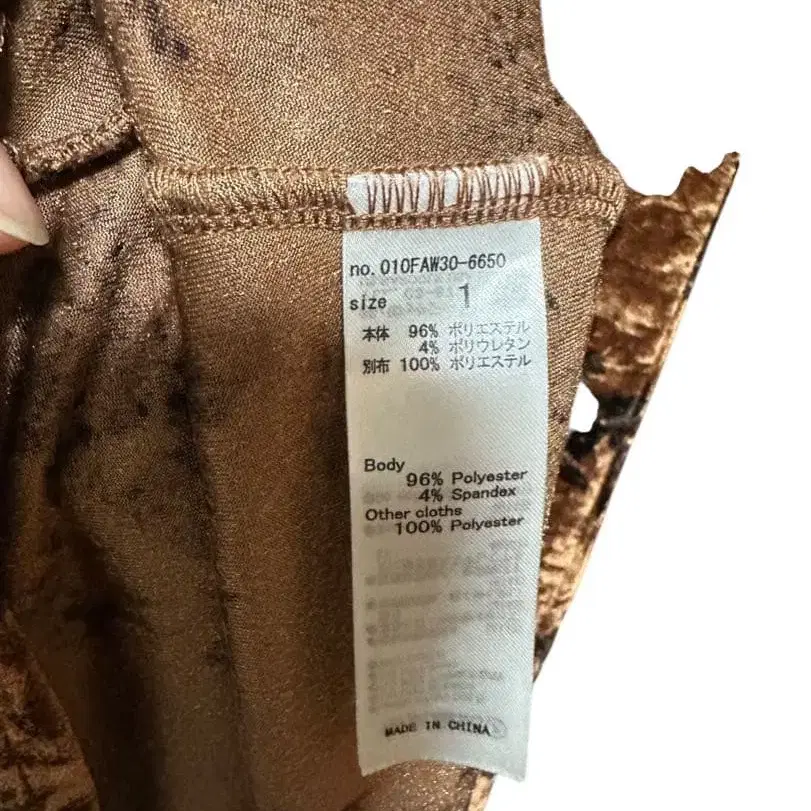 no. 010FAW30-6650
size 1
本体 96% ポリエステル
4% ポリウレタン
別布 100% ポリエステル
Body
96% Polyester
4% Spandex
Other cloths
100% Polyester
MADE IN CHINA